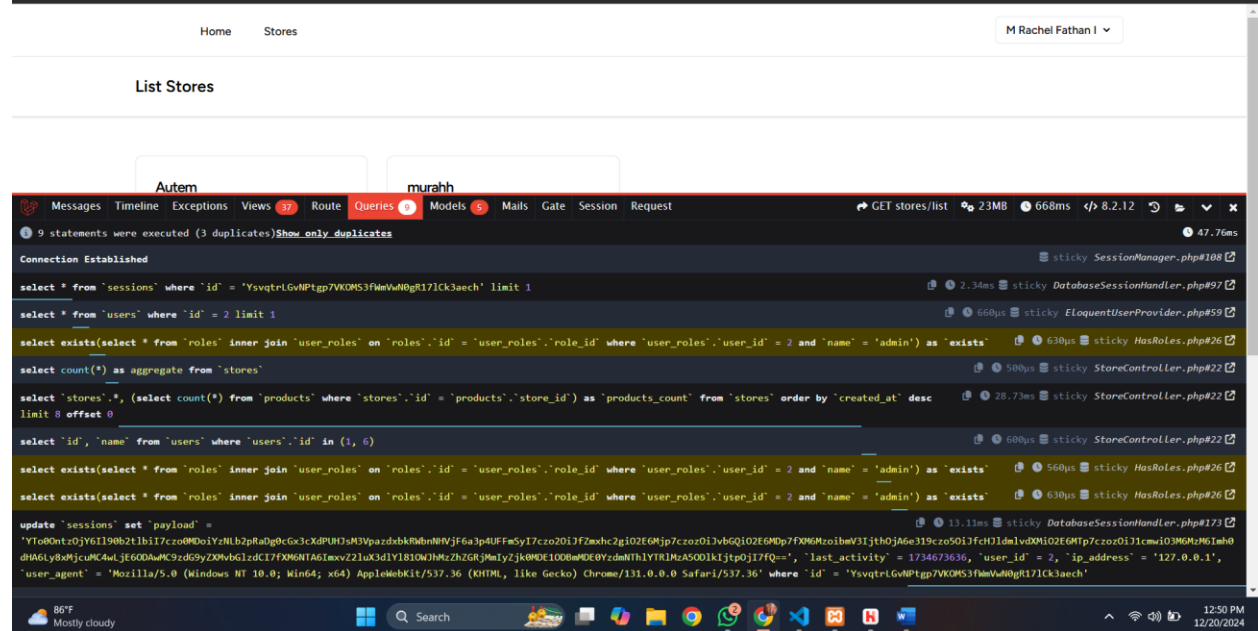 Home Stores M Rachel Fathan I
List Stores
Autem murahh
Messages Timeline Exceptions Views 37 Route Queries 9 Models 5 Mails Gate Session Request GET stores/list 23MB 668ms 8.2.12
9 statements were executed (3 duplicates)Show only duplicates 47.76ms
Connection Established sticky SessionManager.php#108
select * from `sessions` where `id` = 'YsvqtrLGvNPtgp7VKOMS3fWmVwN0gR17lCk3aech' limit 1 2.34ms sticky DatabaseSessionHandler.php#97
select * from `users` where `id` = 2 limit 1 660μs sticky EloquentUserProvider.php#59
select exists(select * from `roles` inner join `user_roles` on `roles`.`id` = `user_roles`.`role_id` where `user_roles`.`user_id` = 2 and `name` = 'admin') as `exists` 630μs sticky HasRoles.php#26
select count(*) as aggregate from `stores` 500μs sticky StoreController.php#22
select `stores`.*, (select count(*) from `products` where `stores`.`id` = `products`.`store_id`) as `products_count` from `stores` order by `created_at` desc 28.73ms sticky StoreController.php#22
limit 8 offset 0
select `id`, `name` from `users` where `users`.`id` in (1, 6) 600μs sticky StoreController.php#22
select exists(select * from `roles` inner join `user_roles` on `roles`.`id` = `user_roles`.`role_id` where `user_roles`.`user_id` = 2 and `name` = 'admin') as `exists` 560μs sticky HasRoles.php#26
select exists(select * from `roles` inner join `user_roles` on `roles`.`id` = `user_roles`.`role_id` where `user_roles`.`user_id` = 2 and `name` = 'admin') as `exists` 630μs sticky HasRoles.php#26
update `sessions` set `payload` = 13.11ms sticky DatabaseSessionHandler.php#173
`last_activity` = 1734673636, `user_id` = 2, `ip_address` = '127.0.0.1',
`user_agent` = 'Mozilla/5.0 (Windows NT 10.0; Win64; x64) AppleWebKit/537.36 (KHTML, like Gecko) Chrome/131.0.0.0 Safari/537.36' where `id` = 'YsvqtrLGvNPtgp7VKOMS3fWmVwN0gR17lCk3aech'
86°F
Mostly cloudy
Search
2
12:50 PM
12/20/2024